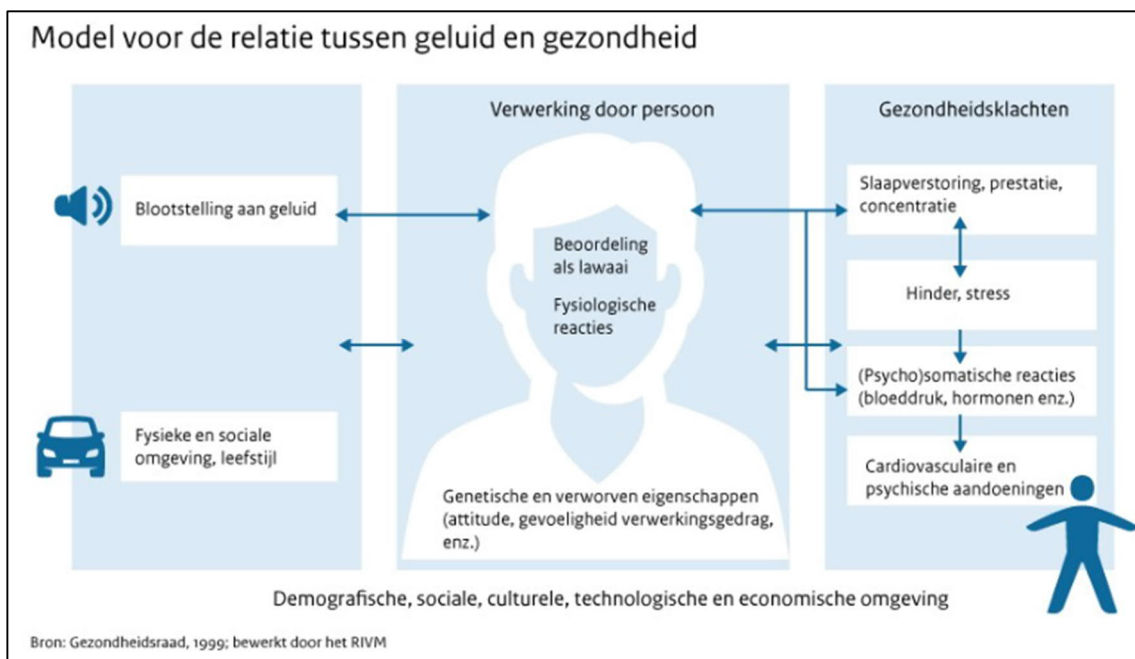 Model voor de relatie tussen geluid en gezondheid
Blootstelling aan geluid
Fysieke en sociale
omgeving, leefstijl
Verwerking door persoon
Beoordeling
als lawaai
Fysiologische
reacties
Genetische en verworven eigenschappen
(attitude, gevoeligheid verwerkingsgedrag,
enz.)
Gezondheidsklachten
Slaapverstoring, prestatie,
concentratie
Hinder, stress
(Psycho)somatische reacties
(bloeddruk, hormonen enz.)
Cardiovasculaire en
psychische aandoeningen
Demografische, sociale, culturele, technologische en economische omgeving
Bron: Gezondheidsraad, 1999; bewerkt door het RIVM